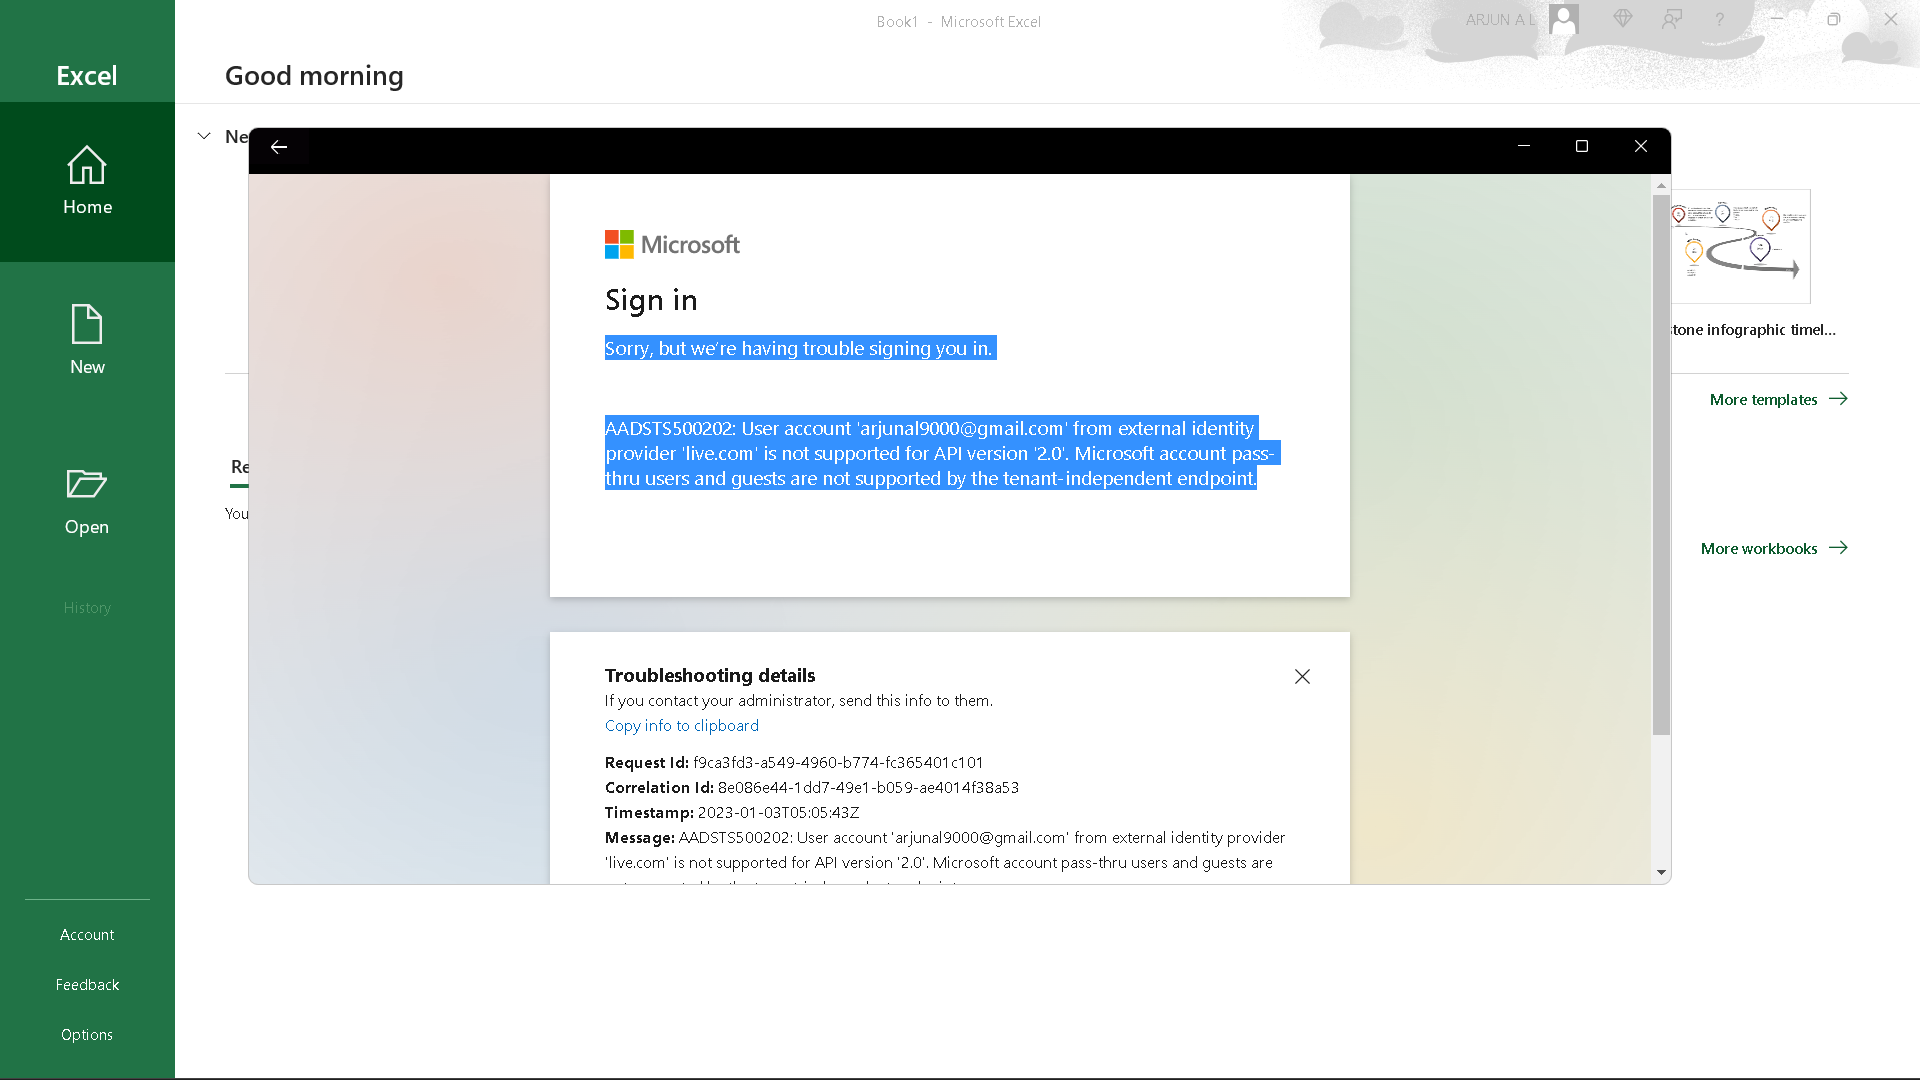 Book1 - Microsoft Excel
ARJUN A L
?
Excel
Good morning
Home
New
Open
History
Account
Feedback
Options
Ne
Re
You
Microsoft
Sign in
Sorry, but we're having trouble signing you in.
AADSTS500202: User account 'arjunal9000@gmail.com' from external identity
provider 'live.com' is not supported for API version '2.0'. Microsoft account pass-
thru users and guests are not supported by the tenant-independent endpoint.
Troubleshooting details
If you contact your administrator, send this info to them.
Copy info to clipboard
Request Id: f9ca3fd3-a549-4960-b774-fc365401c101
Correlation Id: 8e086e44-1dd7-49e1-b059-ae4014f38a53
Timestamp: 2023-01-03T05:05:43Z
Message: AADSTS500202: User account 'arjunal9000@gmail.com' from external identity provider
'live.com' is not supported for API version '2.0'. Microsoft account pass-thru users and guests are
tone infographic timel...
More templates
More workbooks